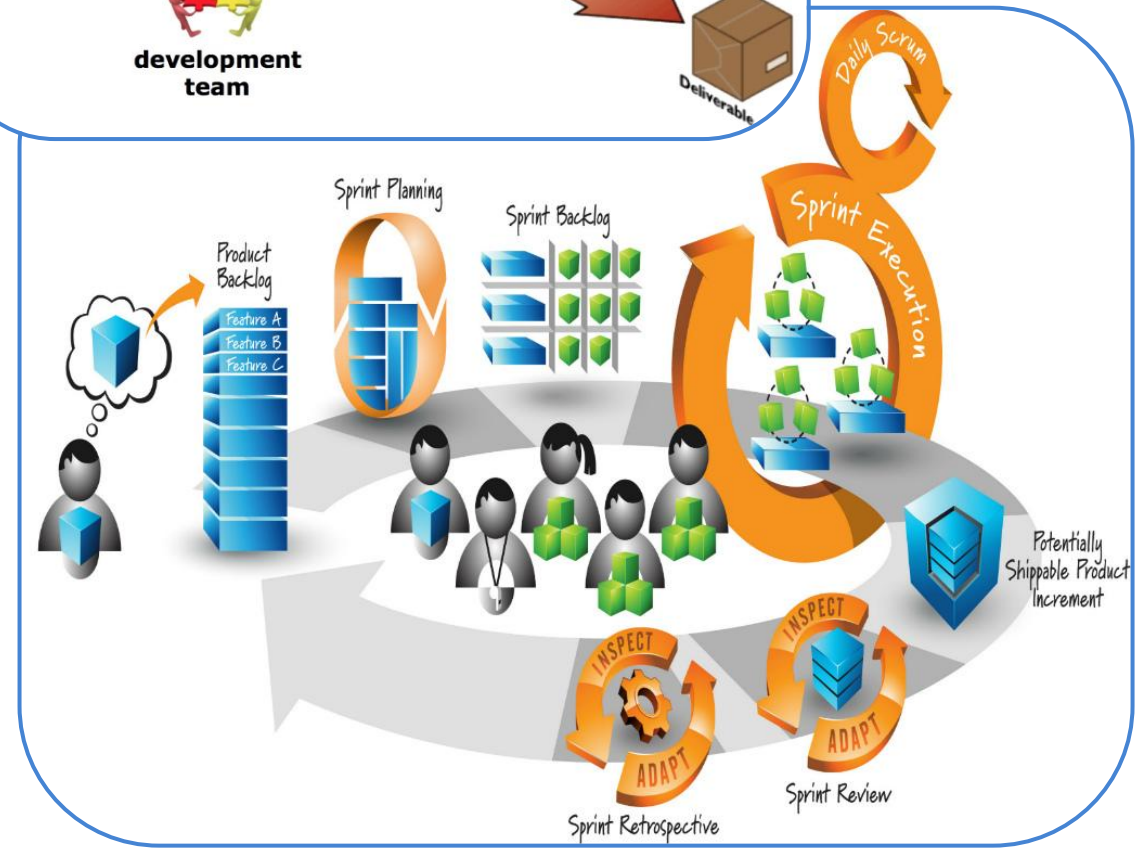 development
team
Deliverable
Daily Scrum
Sprint Planning
Sprint Backlog
Sprint Execution
Product
Backlog
Feature A
Feature B
Feature C
Potentially
Shippable Product
Increment
INSPECT
ADAPT
Sprint Review
INSPECT
ADAPT
Sprint Retrospective